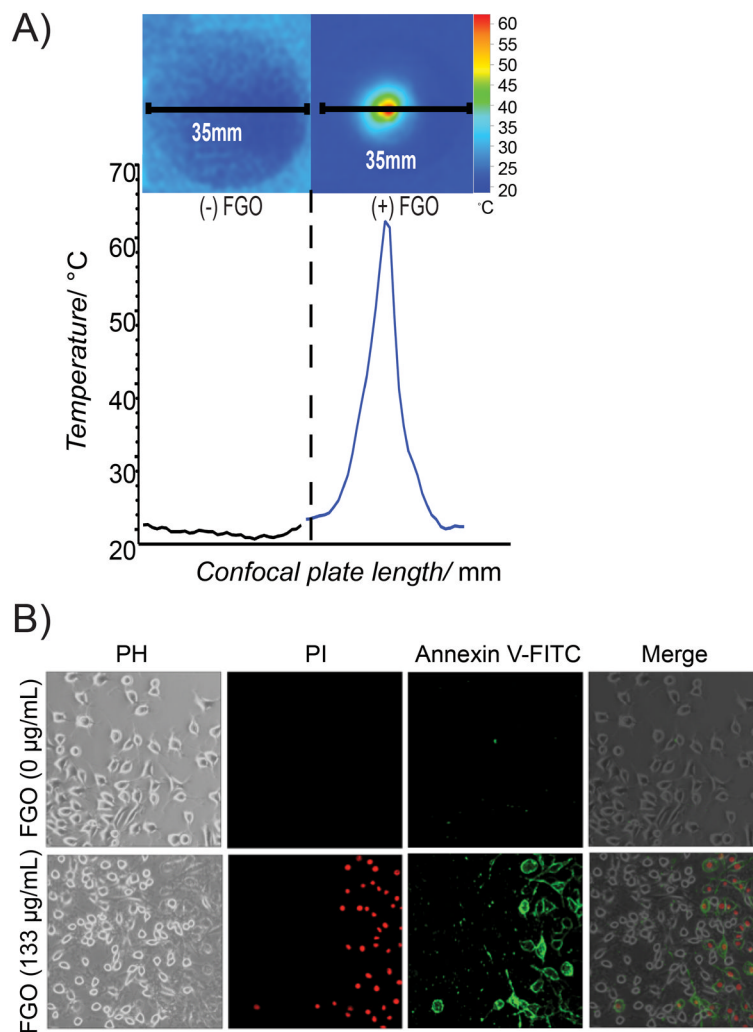 A)
35mm
35mm
60
55
50
45
40
35
30
25
20
°C
(-) FGO
(+) FGO
70
60
50
40
30
20
Temperature/ °C
Confocal plate length/ mm
B)
PH
PI
Annexin V-FITC
Merge
FGO (0 µg/mL)
FGO (133 µg/mL)